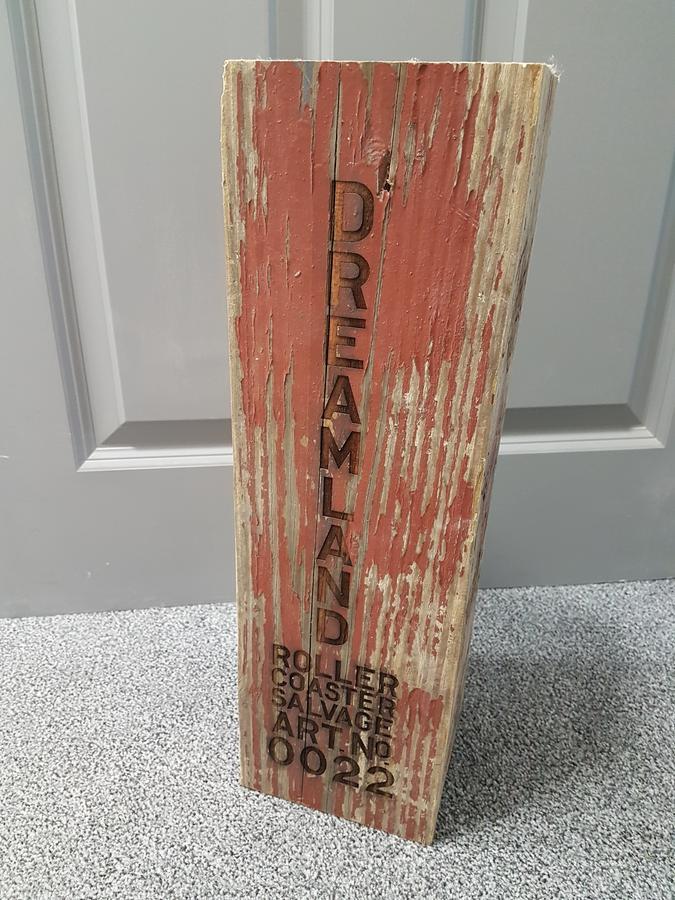 DREAMLAND
ROLLER
COASTER
SALVAGE
ART.No.
0022